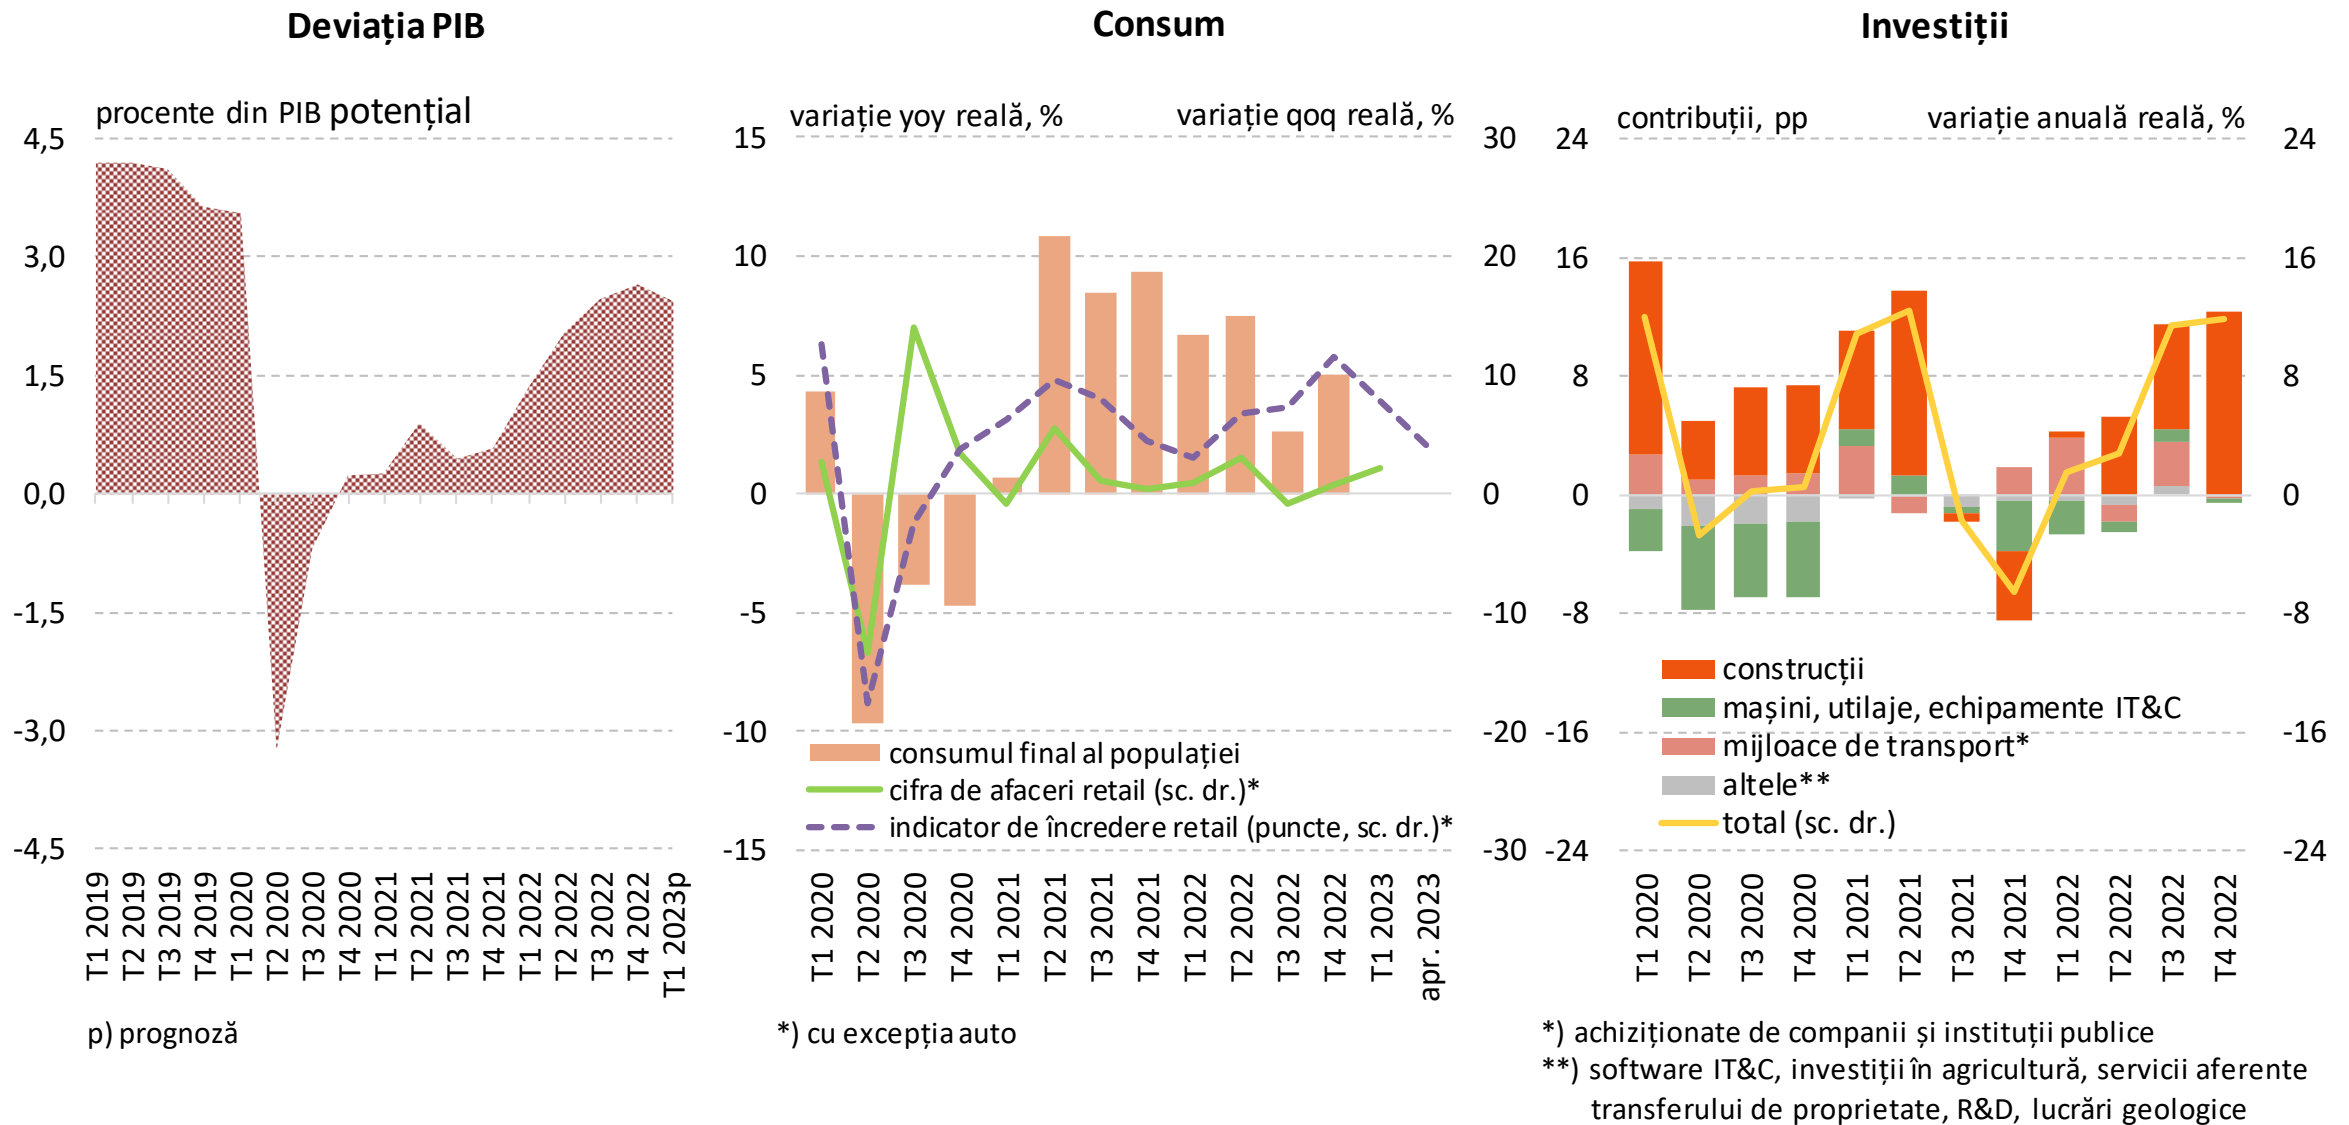 Deviația PIB
procente din PIB potențial
4,5
3,0
1,5
0,0
-1,5
-3,0
-4,5
T1 2019
T2 2019
T3 2019
T4 2019
T1 2020
T2 2020
T3 2020
T4 2020
T1 2021
T2 2021
T3 2021
T4 2021
T1 2022
T2 2022
T3 2022
T4 2022
T1 2023p
p) prognoză
Consum
variație yoy reală, %
variație qoq reală, %
15
10
5
0
-5
-10
-15
30
20
10
0
-10
-20
-30
consumul final al populației
cifra de afaceri retail (sc. dr.)*
indicator de încredere retail (puncte, sc. dr.)*
T1 2020
T2 2020
T3 2020
T4 2020
T1 2021
T2 2021
T3 2021
T4 2021
T1 2022
T2 2022
T3 2022
T4 2022
T1 2023
apr. 2023
*) cu excepția auto
Investiții
contribuții, pp
variație anuală reală, %
24
16
8
0
-8
-16
-24
24
16
8
0
-8
-16
-24
construcții
mașini, utilaje, echipamente IT&C
mijloace de transport*
altele**
total (sc. dr.)
T1 2020
T2 2020
T3 2020
T4 2020
T1 2021
T2 2021
T3 2021
T4 2021
T1 2022
T2 2022
T3 2022
T4 2022
*) achiziționate de companii și instituții publice
**) software IT&C, investiții în agricultură, servicii aferente
transferului de proprietate, R&D, lucrări geologice